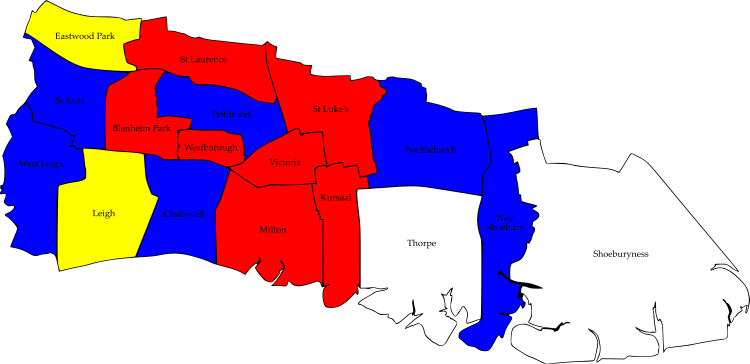 Eastwood Park
St Laurence
Belfairs
Prittlewell
St Luke's
Blenheim Park
Westborough
Southchurch
West Leigh
Victoria
Kursaal
Leigh
Chalkwell
Milton
Thorpe
West
Shoebury
Shoeburyness